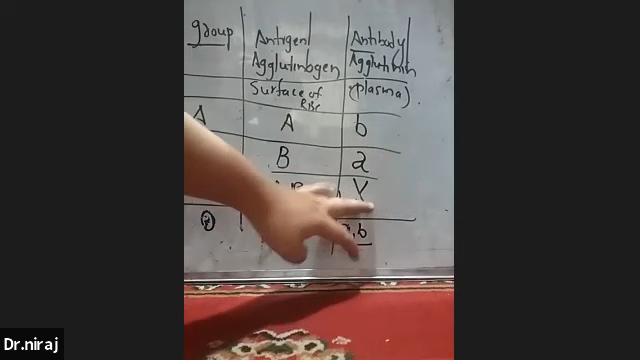 group Antigen Antibody
Agglutinogen Agglutinin
Surface of RBC (plasma)
A A b
B a
,b
Dr.niraj